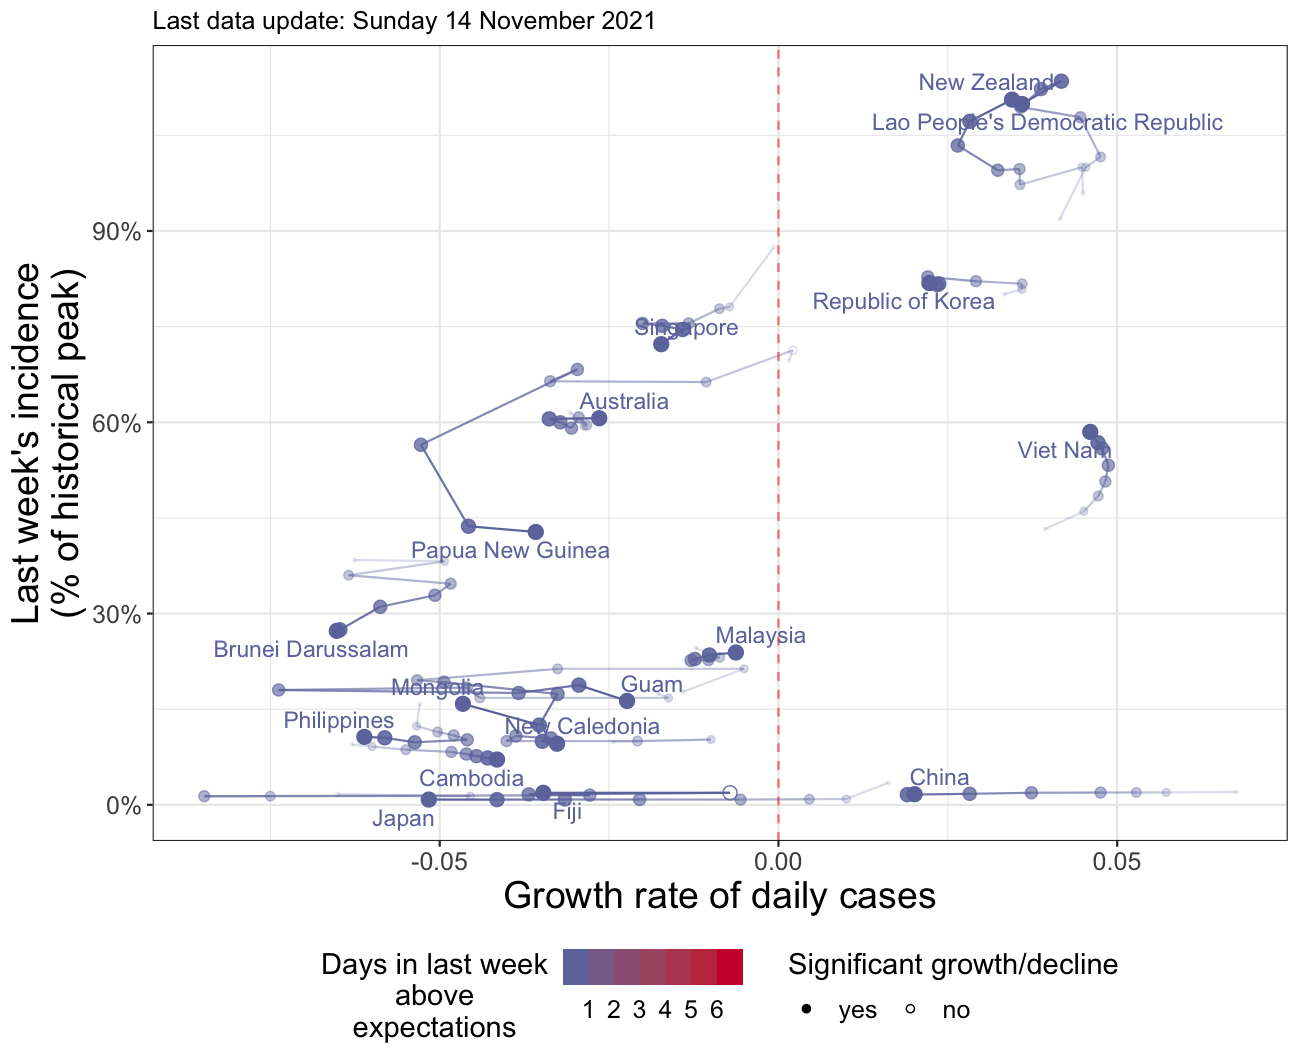 Last data update: Sunday 14 November 2021
Last week's incidence
(% of historical peak)
90%
60%
30%
0%
New Zealand
Lao People's Democratic Republic
Republic of Korea
Singapore
Australia
Viet Nam
Papua New Guinea
Brunei Darussalam
Malaysia
Mongolia
Guam
Philippines
New Caledonia
Cambodia
China
Japan
Fiji
-0.05
0.00
0.05
Growth rate of daily cases
Days in last week
above
expectations
1 2 3 4 5 6
Significant growth/decline
yes
no